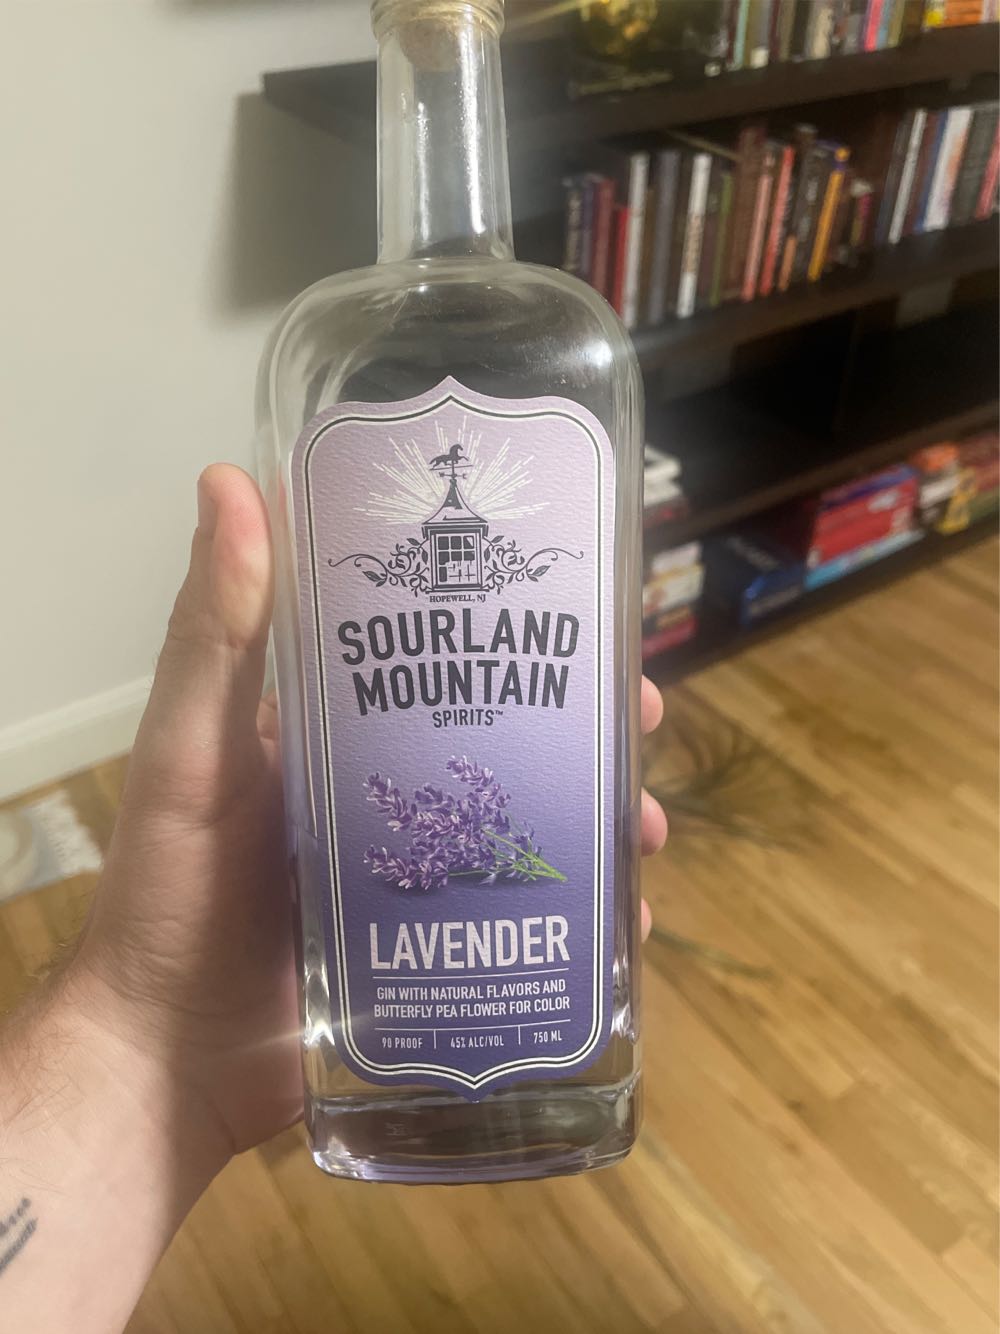 HOPEWELL, NJ
SOURLAND
MOUNTAIN
SPIRITS™
LAVENDER
GIN WITH NATURAL FLAVORS AND
BUTTERFLY PEA FLOWER FOR COLOR
90 PROOF 45% ALC/VOL 750 ML